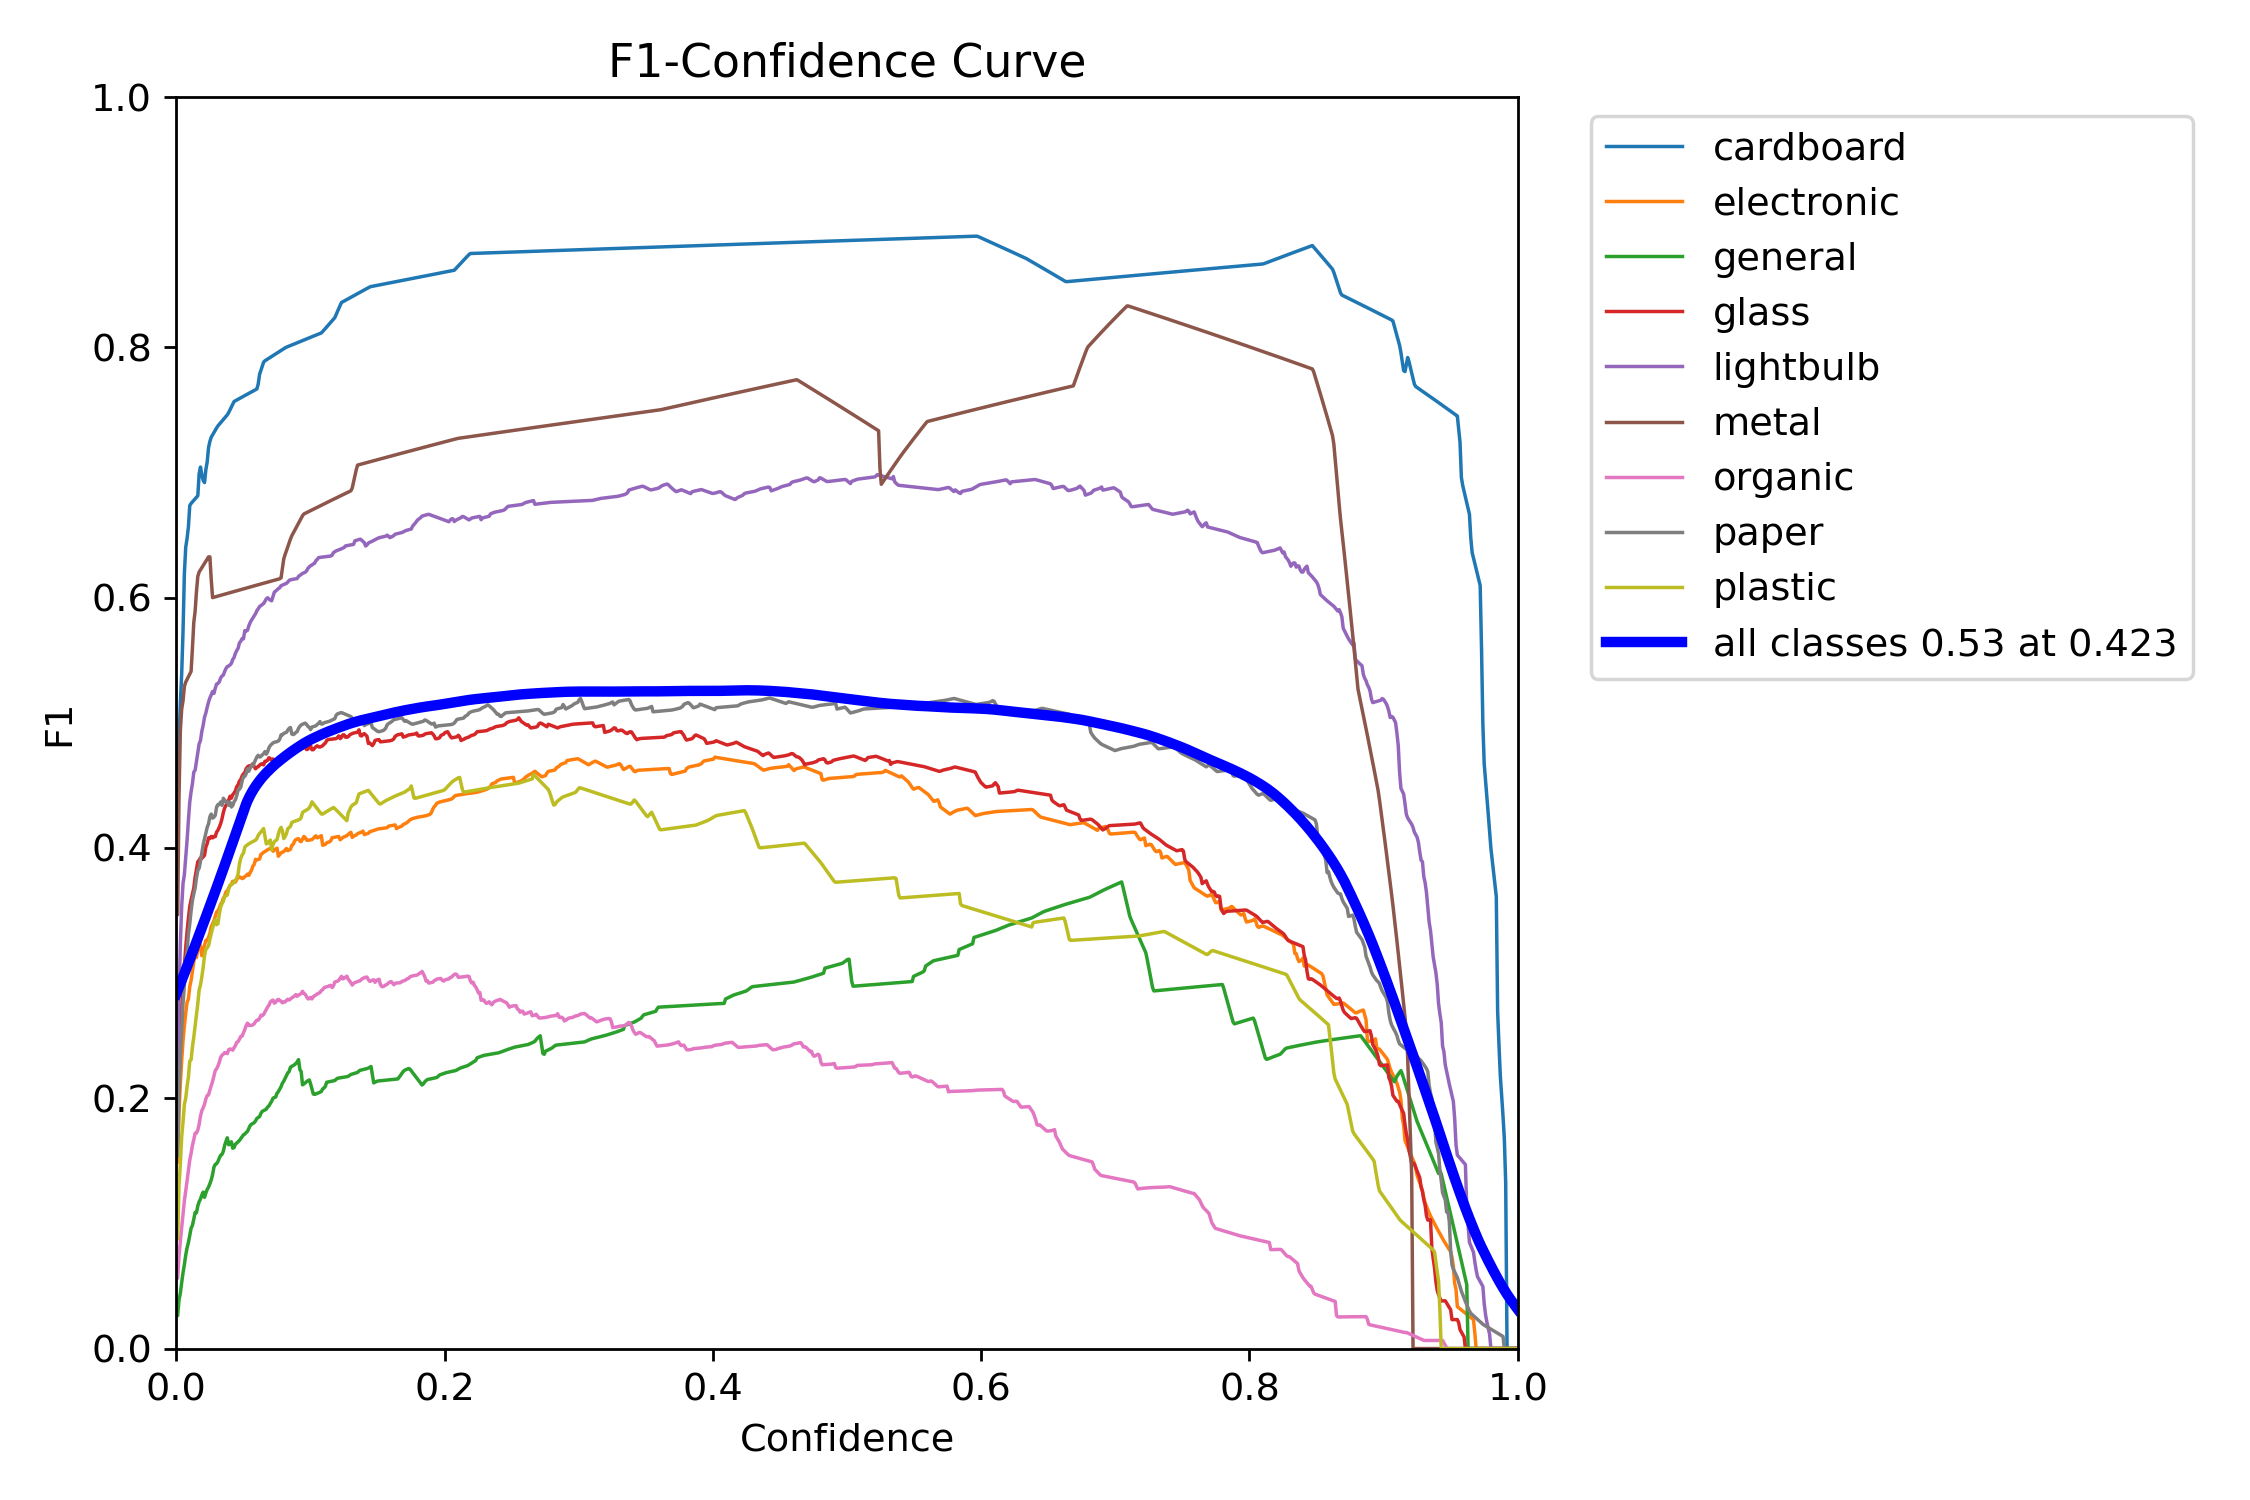 F1-Confidence Curve
1.0
0.8
0.6
0.4
0.2
0.0
F1
0.0 0.2 0.4 0.6 0.8 1.0
Confidence
cardboard
electronic
general
glass
lightbulb
metal
organic
paper
plastic
all classes 0.53 at 0.423